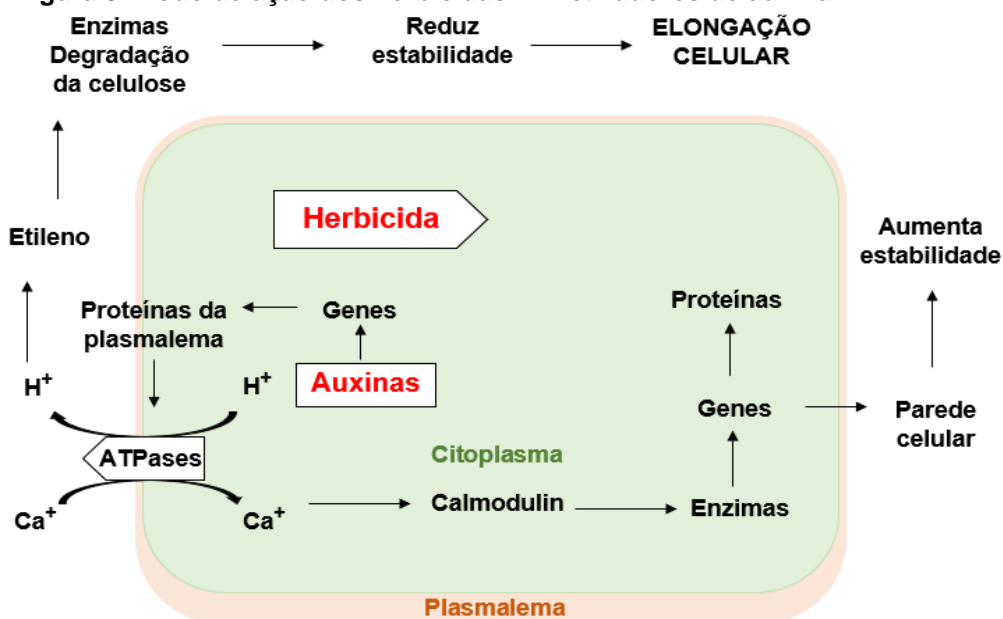 Enzimas
Degradação
da celulose
Reduz
estabilidade
ELONGAÇÃO
CELULAR
Herbicida
Etileno
Aumenta
estabilidade
Proteínas da
plasmalema
Genes
Proteínas
H+
H+
Auxinas
Genes
Parede
celular
ATPases
Citoplasma
Ca+
Ca+
Calmodulin
Enzimas
Plasmalema